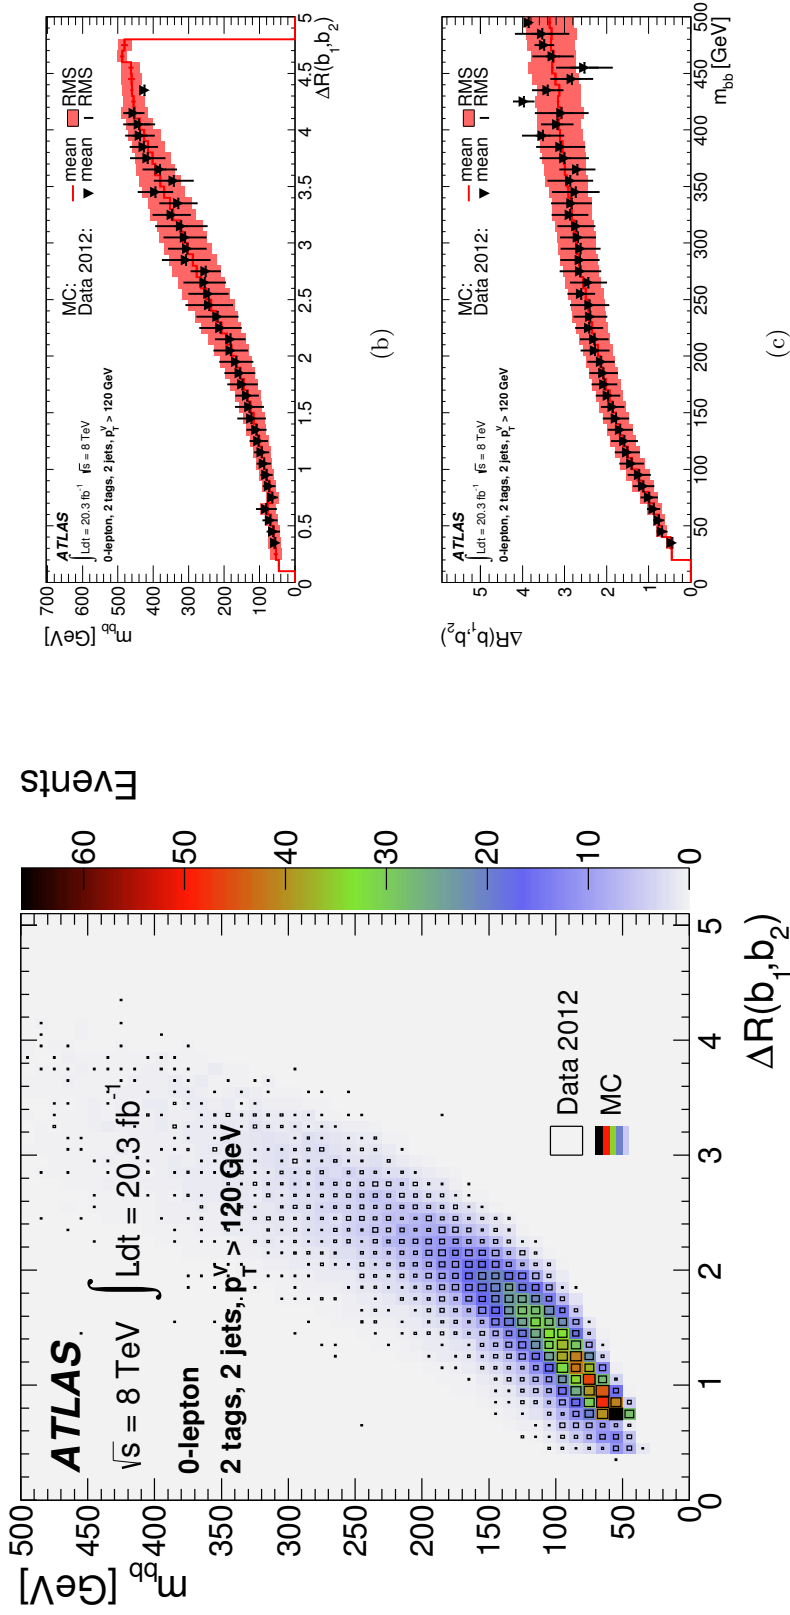 m_bb [GeV]
500
450
400
350
300
250
200
150
100
50
0
1
2
3
4
5
ΔR(b₁,b₂)
ATLAS
√s = 8 TeV ∫ Ldt = 20.3 fb⁻¹
0-lepton
2 tags, 2 jets, p_T^V > 120 GeV
Data 2012
MC
Events
60
50
40
30
20
10
0
m_bb [GeV]
700
600
500
400
300
200
100
0
0.5
1
1.5
2
2.5
3
3.5
4
4.5
5
ΔR(b₁,b₂)
ATLAS
∫ Ldt = 20.3 fb⁻¹ √s = 8 TeV
0-lepton, 2 tags, 2 jets, p_T^V > 120 GeV
MC: mean RMS
Data 2012: mean RMS
(b)
ΔR(b₁,b₂)
5
4
3
2
1
0
0
50
100
150
200
250
300
350
400
450
500
m_bb [GeV]
ATLAS
∫ Ldt = 20.3 fb⁻¹ √s = 8 TeV
0-lepton, 2 tags, 2 jets, p_T^V > 120 GeV
MC: mean RMS
Data 2012: mean RMS
(c)